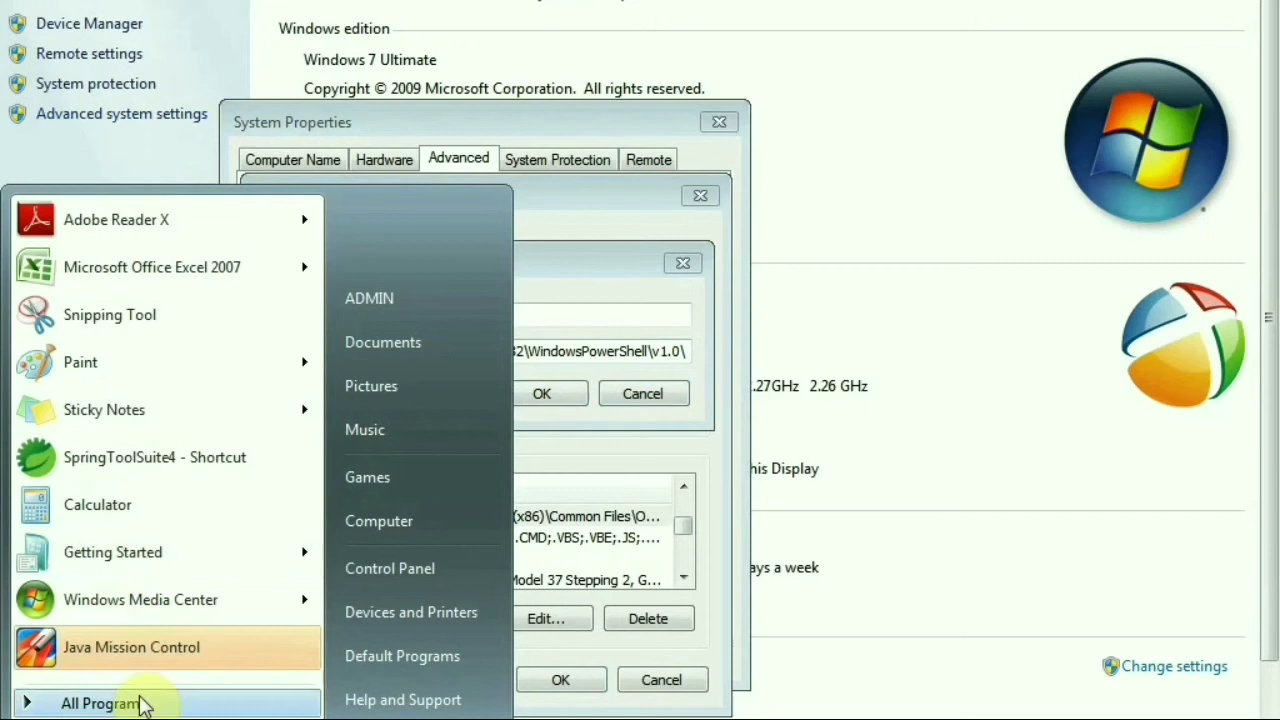 Device Manager
Remote settings
System protection
Advanced system settings
Windows edition
Windows 7 Ultimate
Copyright © 2009 Microsoft Corporation. All rights reserved.
System Properties
Computer Name
Hardware
Advanced
System Protection
Remote
Adobe Reader X
Microsoft Office Excel 2007
Snipping Tool
Paint
Sticky Notes
SpringToolSuite4 - Shortcut
Calculator
Getting Started
Windows Media Center
Java Mission Control
All Program
ADMIN
Documents
Pictures
Music
Games
Computer
Control Panel
Devices and Printers
Default Programs
Help and Support
32\WindowsPowerShell\v1.0\
OK
Cancel
(x86)\Common Files\O...
.CMD;.VBS;.VBE;.JS;....
Model 37 Stepping 2, G...
Edit...
Delete
OK
Cancel
.27GHz 2.26 GHz
his Display
ays a week
Change settings